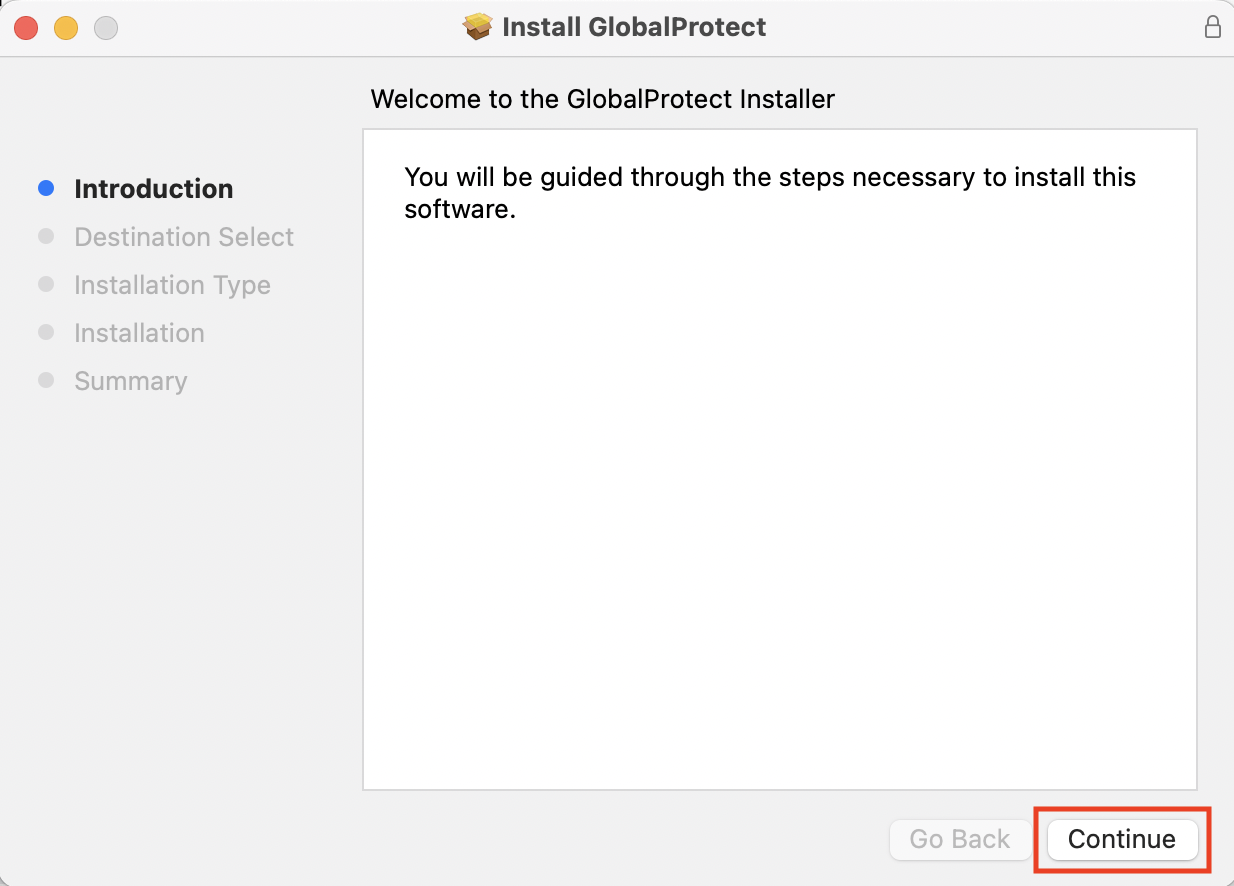 Install GlobalProtect
Welcome to the GlobalProtect Installer
Introduction
Destination Select
Installation Type
Installation
Summary
You will be guided through the steps necessary to install this
software.
Go Back
Continue